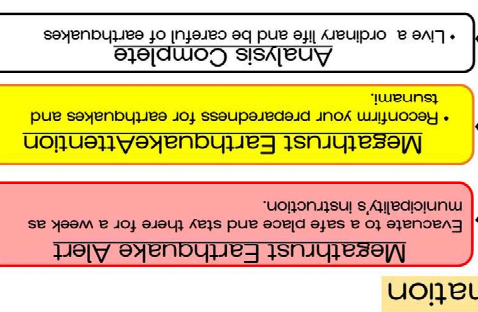 mation
Megathrust Earthquake Alert
Evacuate to a safe place and stay there for a week as
municipality's instruction.
Megathrust EarthquakeAttention
• Reconfirm your preparedness for earthquakes and
tsunami.
Analysis Complete
• Live a ordinary life and be careful of earthquakes